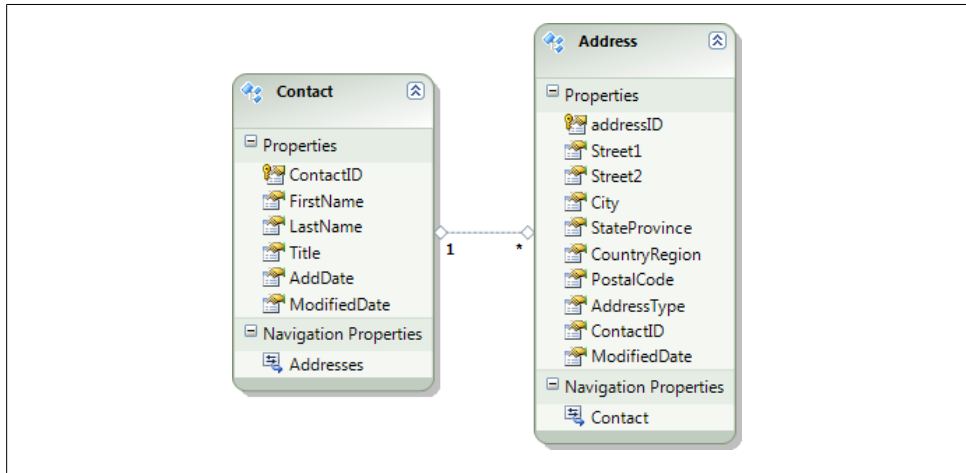 Contact
Properties
ContactID
FirstName
LastName
Title
AddDate
ModifiedDate
Navigation Properties
Addresses
1
*
Address
Properties
addressID
Street1
Street2
City
StateProvince
CountryRegion
PostalCode
AddressType
ContactID
ModifiedDate
Navigation Properties
Contact